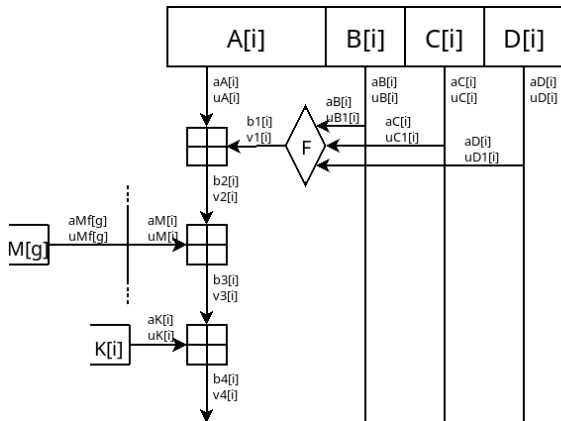 A[i] B[i] C[i] D[i]
aA[i]
uA[i]
aB[i]
uB[i]
aC[i]
uC[i]
aD[i]
uD[i]
aB[i]
uB1[i]
b1[i]
v1[i]
F
aC[i]
uC1[i]
aD[i]
uD1[i]
b2[i]
v2[i]
M[g]
aMf[g]
uMf[g]
aM[i]
uM[i]
b3[i]
v3[i]
K[i]
aK[i]
uK[i]
b4[i]
v4[i]